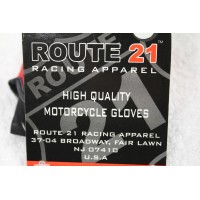 ROUTE 21
RACING APPAREL
HIGH QUALITY
MOTORCYCLE GLOVES
ROUTE 21 RACING APPAREL
37-04 BROADWAY, FAIR LAWN
NJ 07410
U.S.A